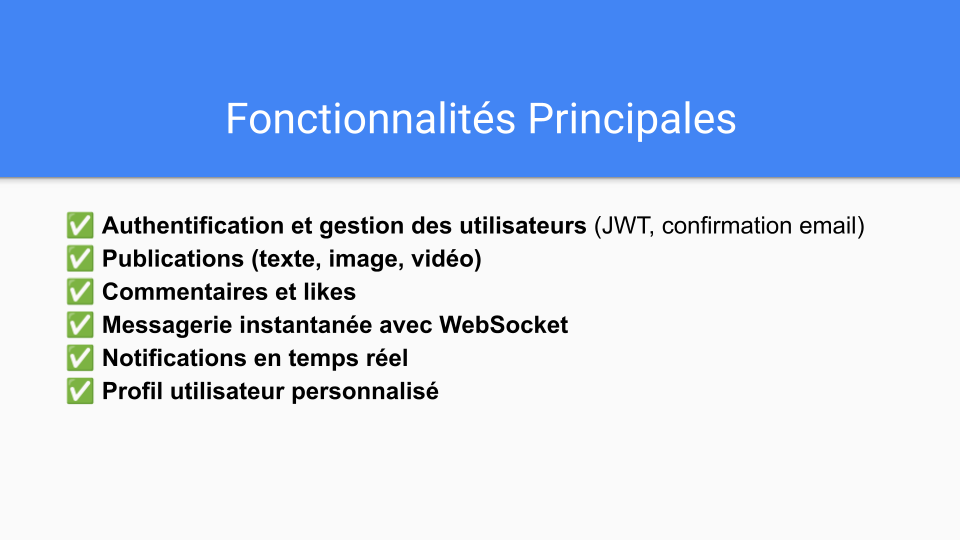 Fonctionnalités Principales
✅ Authentification et gestion des utilisateurs (JWT, confirmation email)
✅ Publications (texte, image, vidéo)
✅ Commentaires et likes
✅ Messagerie instantanée avec WebSocket
✅ Notifications en temps réel
✅ Profil utilisateur personnalisé